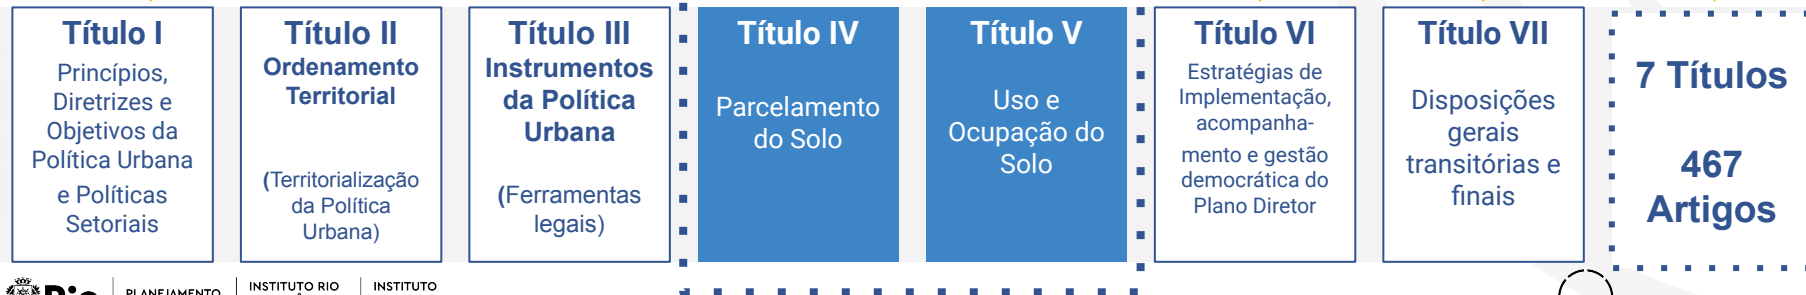 Título I
Princípios,
Diretrizes e
Objetivos da
Política Urbana
e Políticas
Setoriais
Título II
Ordenamento
Territorial
(Territorialização
da Política
Urbana)
Título III
Instrumentos
da Política
Urbana
(Ferramentas
legais)
Título IV
Parcelamento
do Solo
Título V
Uso e
Ocupação do
Solo
Título VI
Estratégias de
Implementação,
acompanha-
mento e gestão
democrática do
Plano Diretor
Título VII
Disposições
gerais
transitórias e
finais
7 Títulos
467
Artigos
Rio
PLANEJAMENTO
INSTITUTO RIO
INSTITUTO